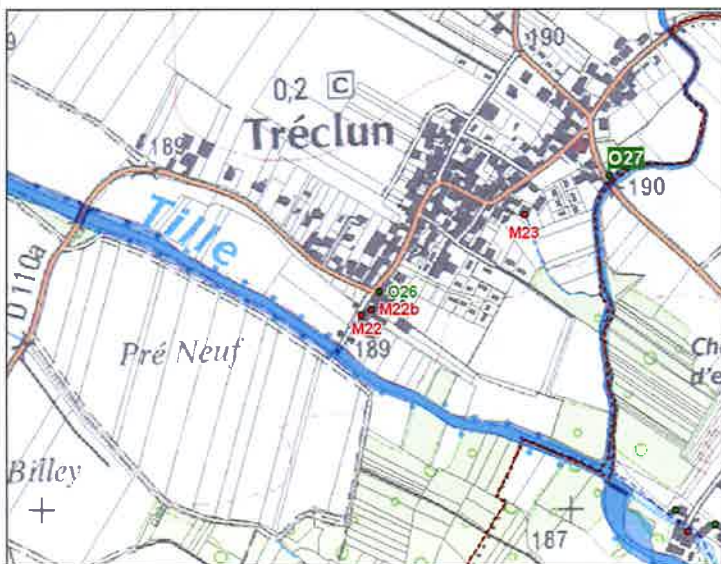 9
190
0,2 C
Tréclun
189
O27
190
Tille
M23
D 110a
O26
M22b
M22
189
Pré Neuf
Ch
d'e
Billey
187